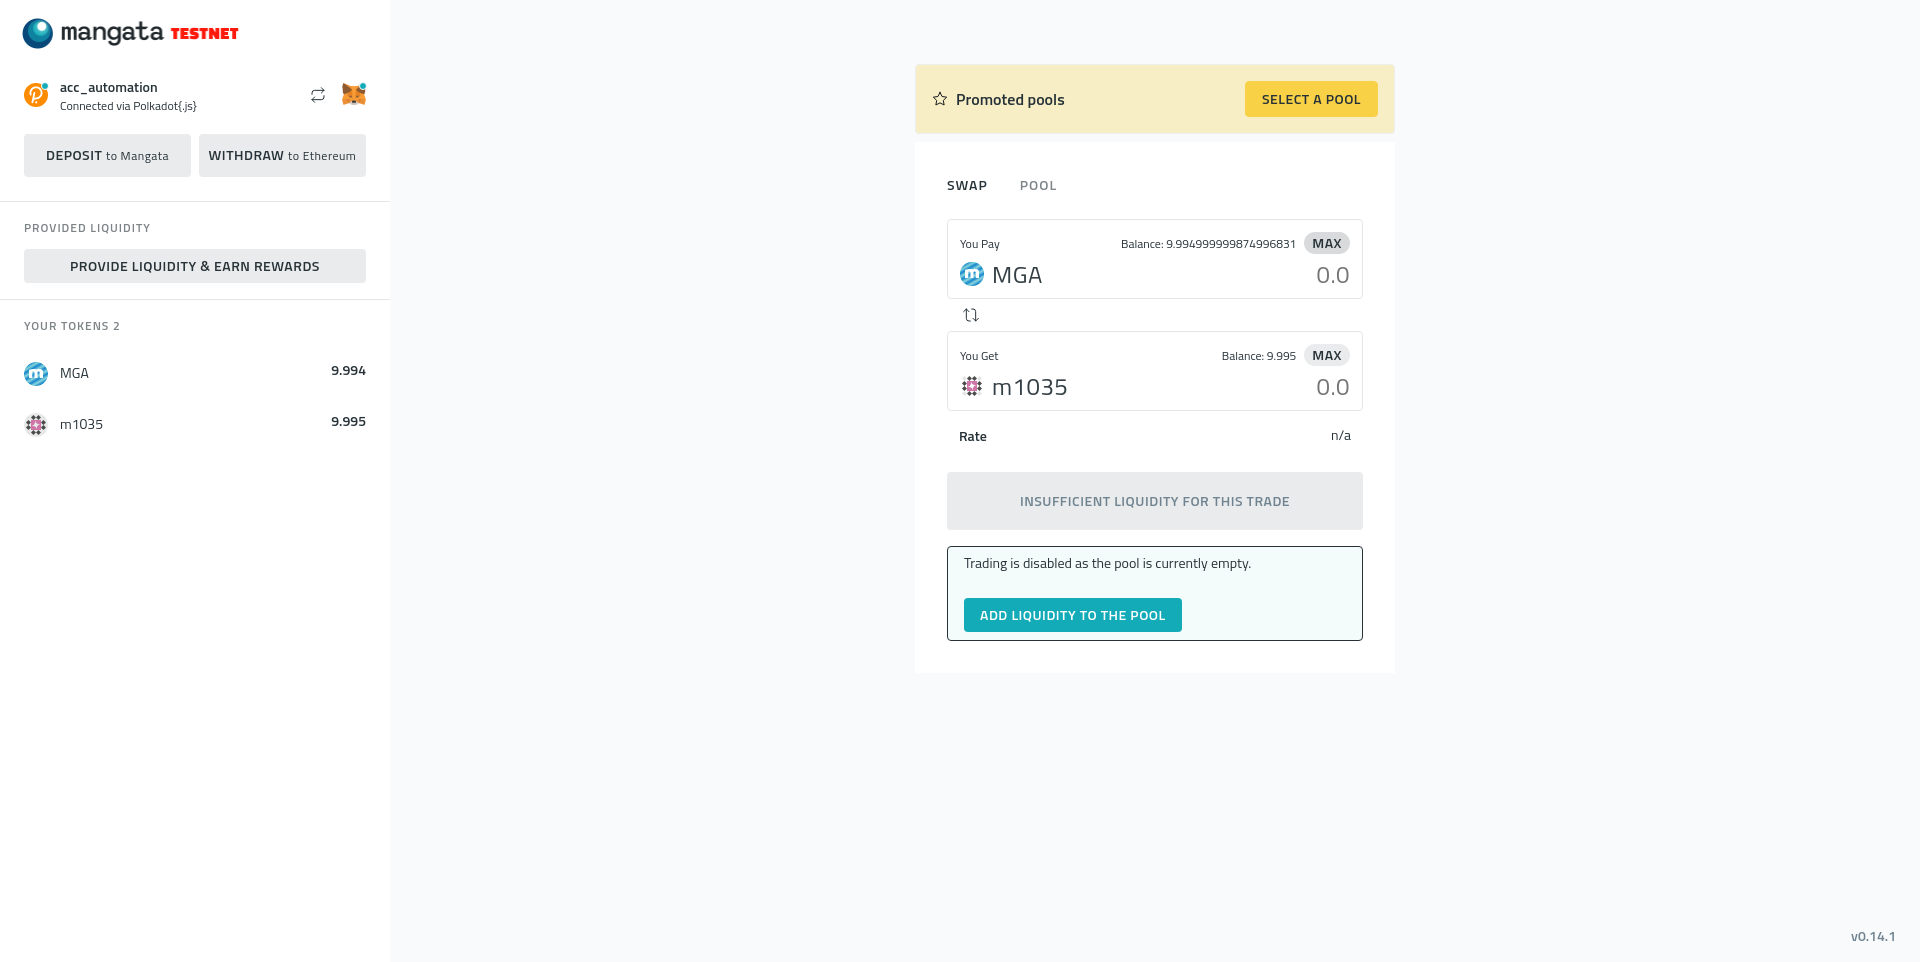 mangata TESTNET
acc_automation
Connected via Polkadot{.js}
DEPOSIT to Mangata
WITHDRAW to Ethereum
PROVIDED LIQUIDITY
PROVIDE LIQUIDITY & EARN REWARDS
YOUR TOKENS 2
MGA 9.994
m1035 9.995
Promoted pools
SELECT A POOL
SWAP POOL
You Pay Balance: 9.994999999874996831 MAX
MGA 0.0
You Get Balance: 9.995 MAX
m1035 0.0
Rate n/a
INSUFFICIENT LIQUIDITY FOR THIS TRADE
Trading is disabled as the pool is currently empty.
ADD LIQUIDITY TO THE POOL
v0.14.1